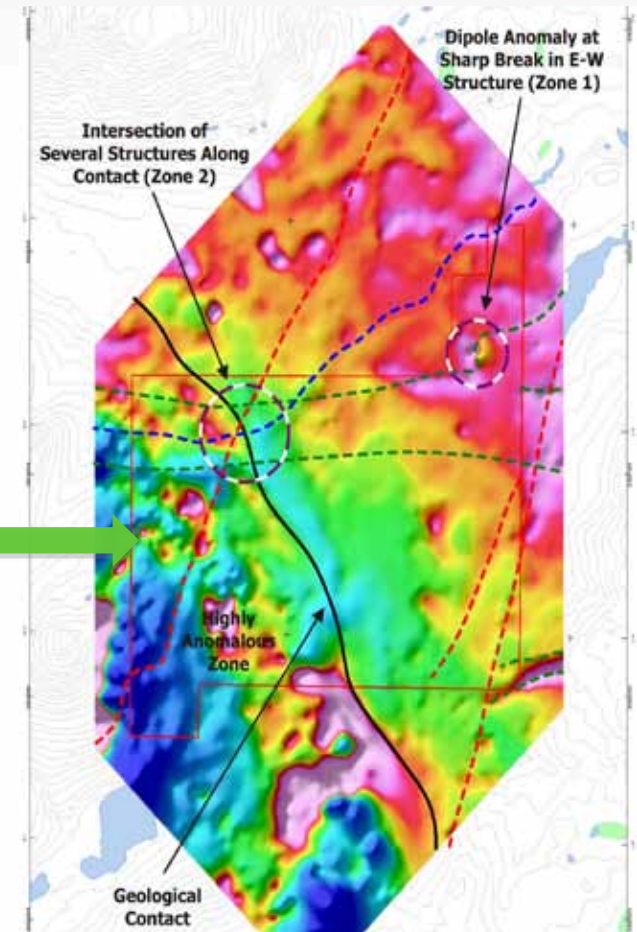 Dipole Anomaly at
Sharp Break in E-W
Structure (Zone 1)
Intersection of
Several Structures Along
Contact (Zone 2)
Highly
Anomalous
Zone
Geological
Contact